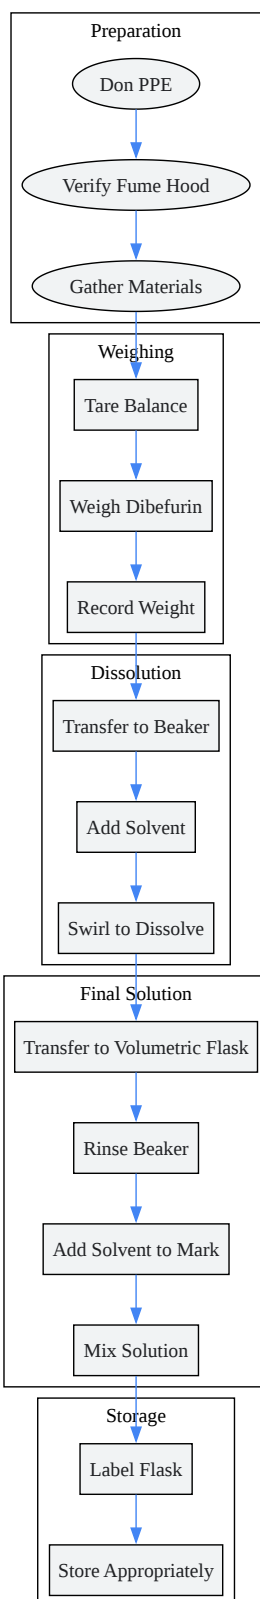 Preparation
Don PPE
Verify Fume Hood
Gather Materials
Weighing
Tare Balance
Weigh Dibefurin
Record Weight
Dissolution
Transfer to Beaker
Add Solvent
Swirl to Dissolve
Final Solution
Transfer to Volumetric Flask
Rinse Beaker
Add Solvent to Mark
Mix Solution
Storage
Label Flask
Store Appropriately